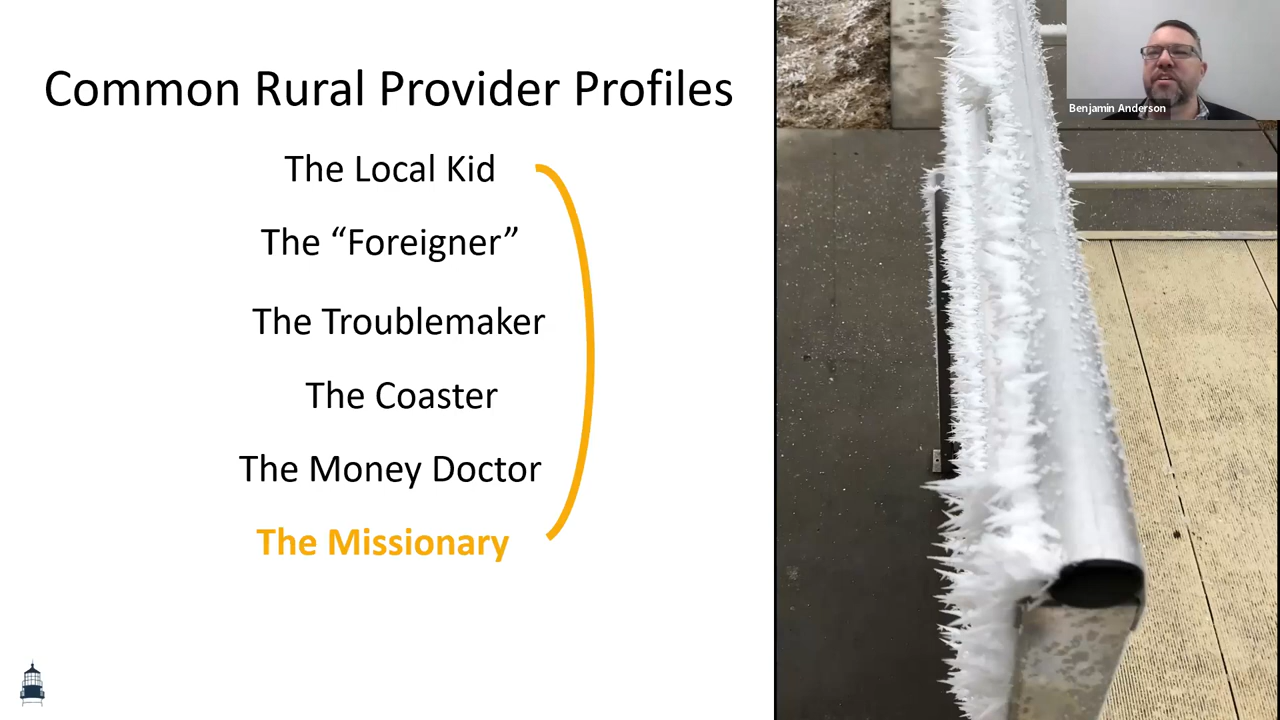 Common Rural Provider Profiles
The Local Kid
The “Foreigner”
The Troublemaker
The Coaster
The Money Doctor
The Missionary
Benjamin Anderson